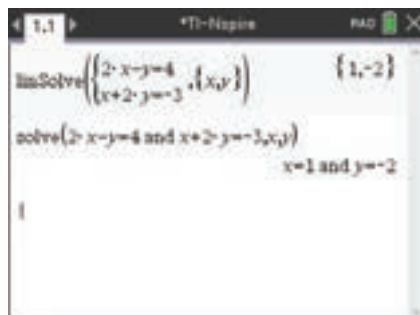 1.1 *TI-Nspire RAD
linSolve({2·x-y=4 x+2·y=-3 ,{x,y}) {1,-2}
solve(2·x-y=4 and x+2·y=-3,x,y)
x=1 and y=-2